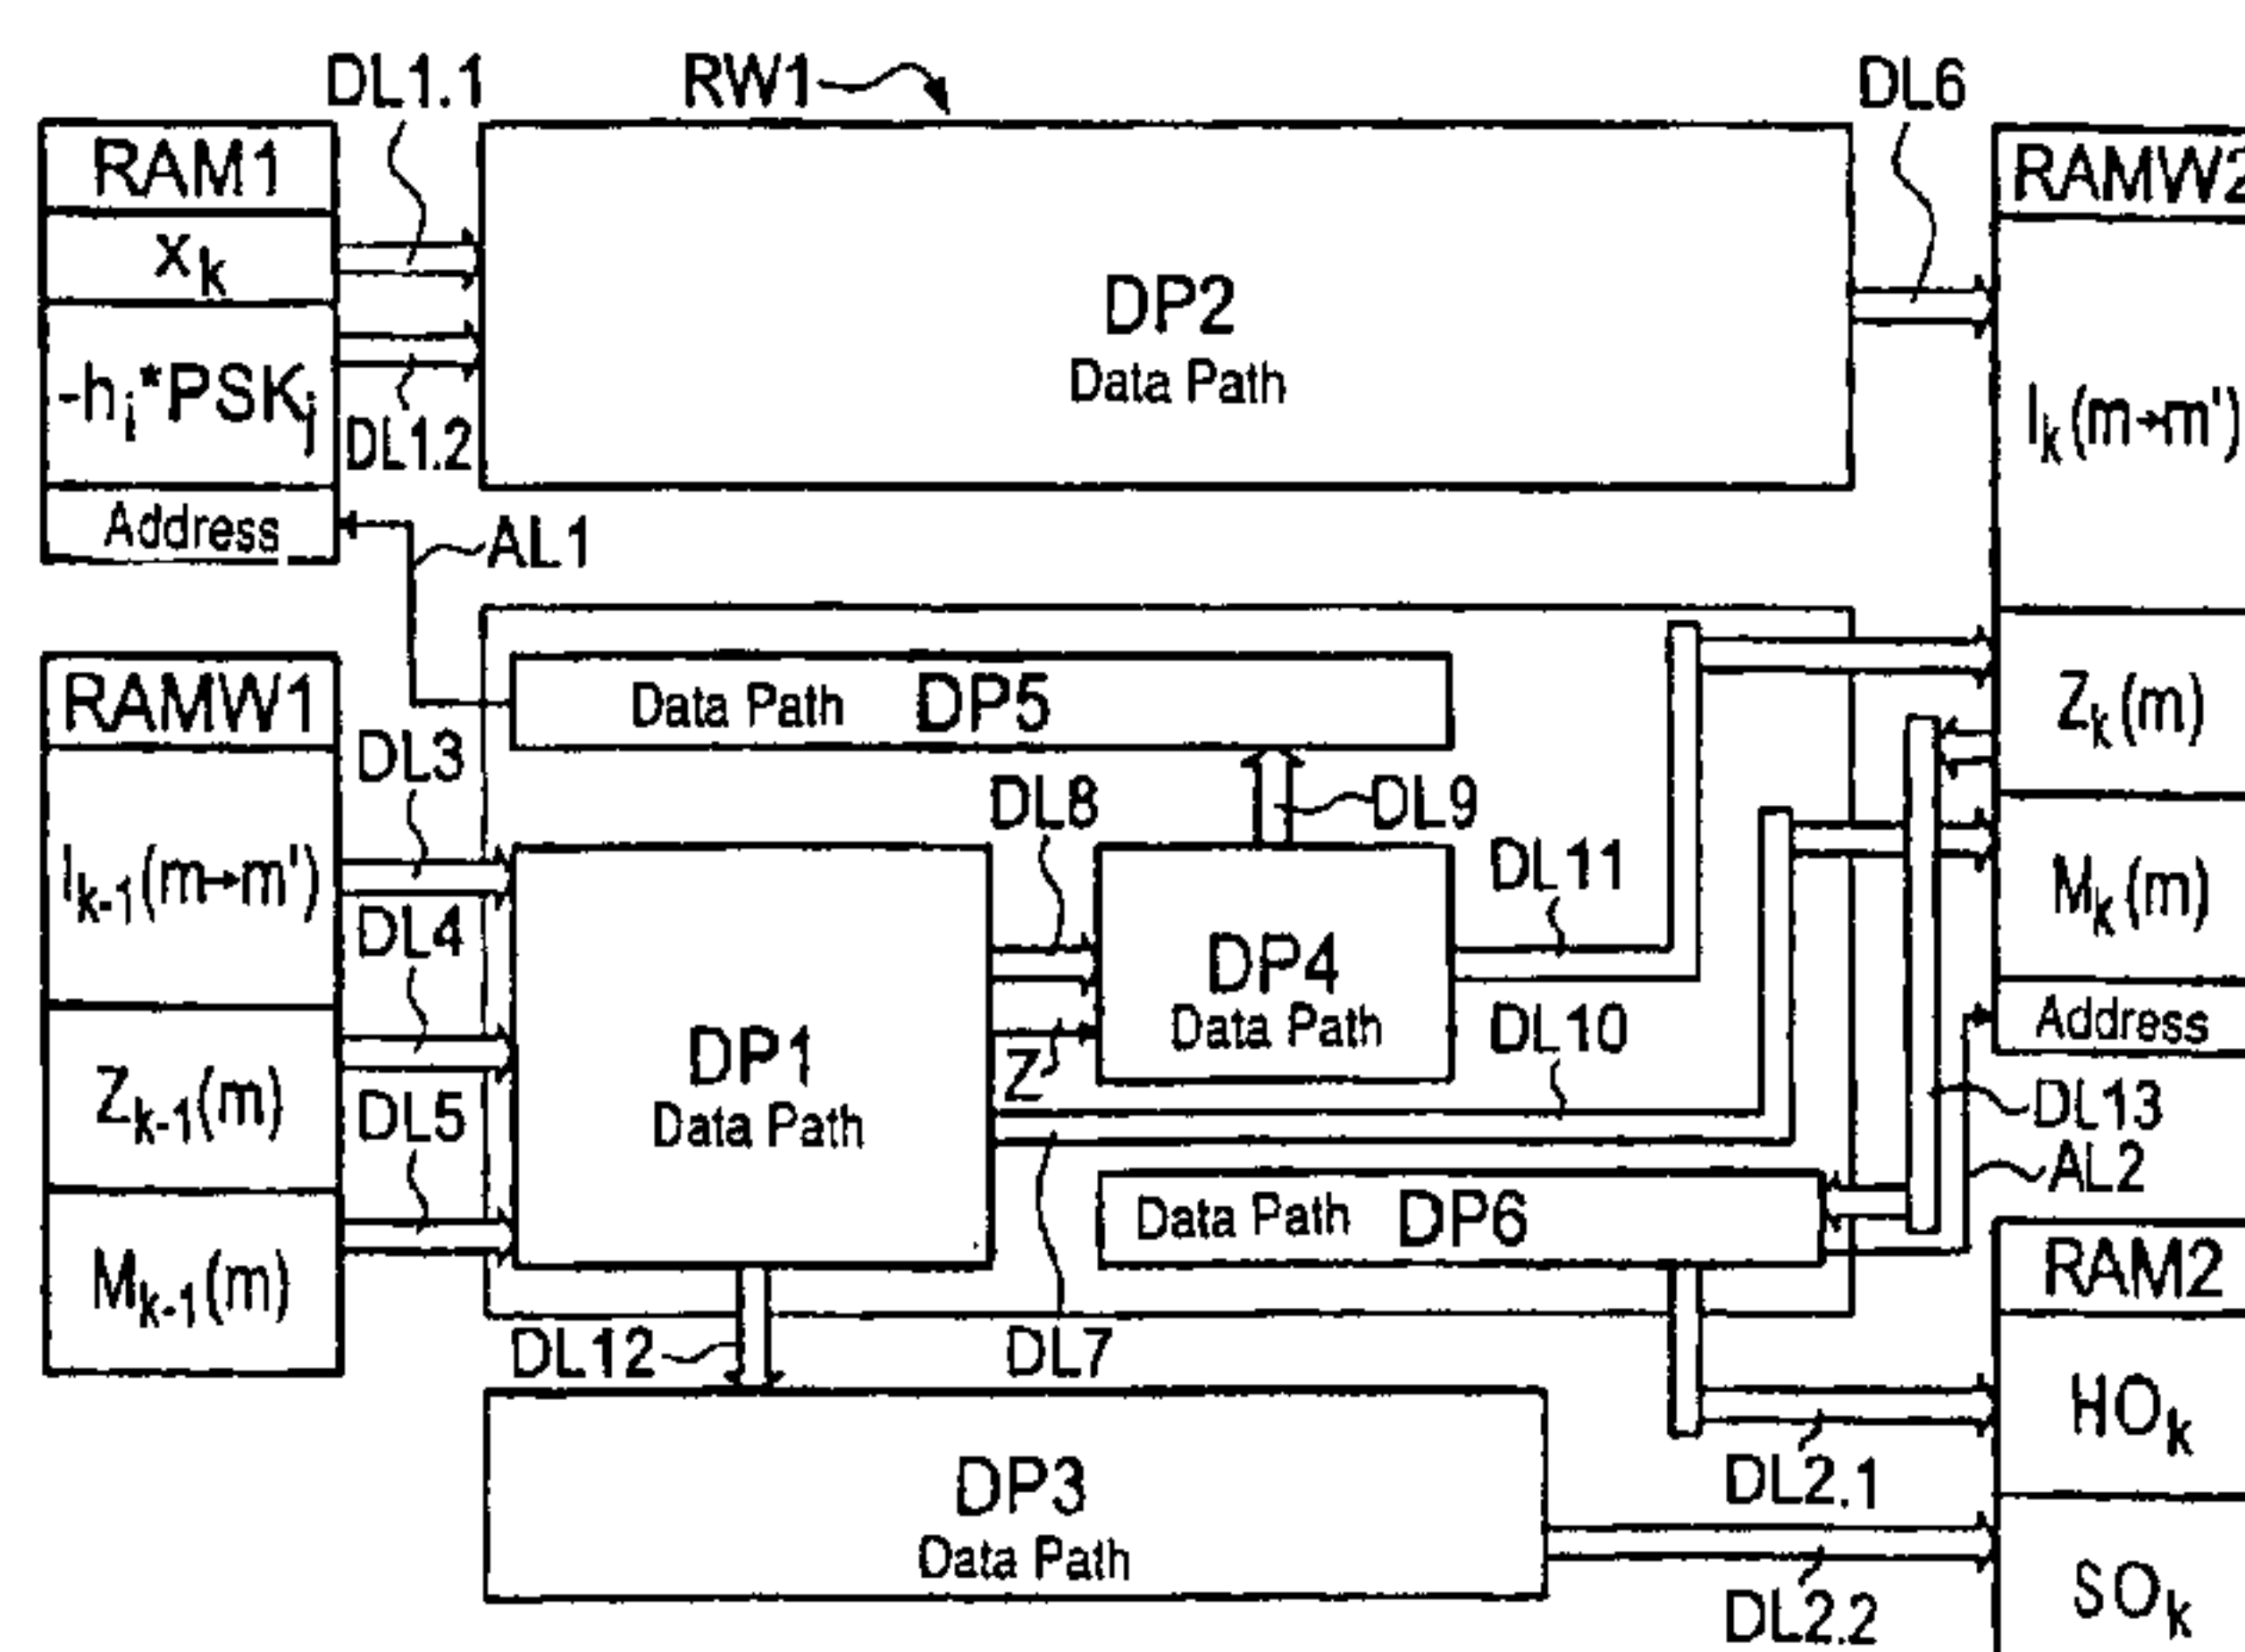 DL1.1
RW1
DL6
RAM1
x_k
-h_i*PSK_j
Address
DL1.2
AL1
DP2
Data Path
RAMW2
I_k(m→m')
Z_k(m)
M_k(m)
Address
RAMW1
I_{k-1}(m→m')
Z_{k-1}(m)
M_{k-1}(m)
DL3
DL4
DL5
Data Path DP5
DL8
DL9
DL11
DP1
Data Path
DP4
Data Path
Z
DL10
DL13
AL2
Data Path DP6
DL12
DL7
RAM2
HO_k
SO_k
DL2.1
DP3
Data Path
DL2.2